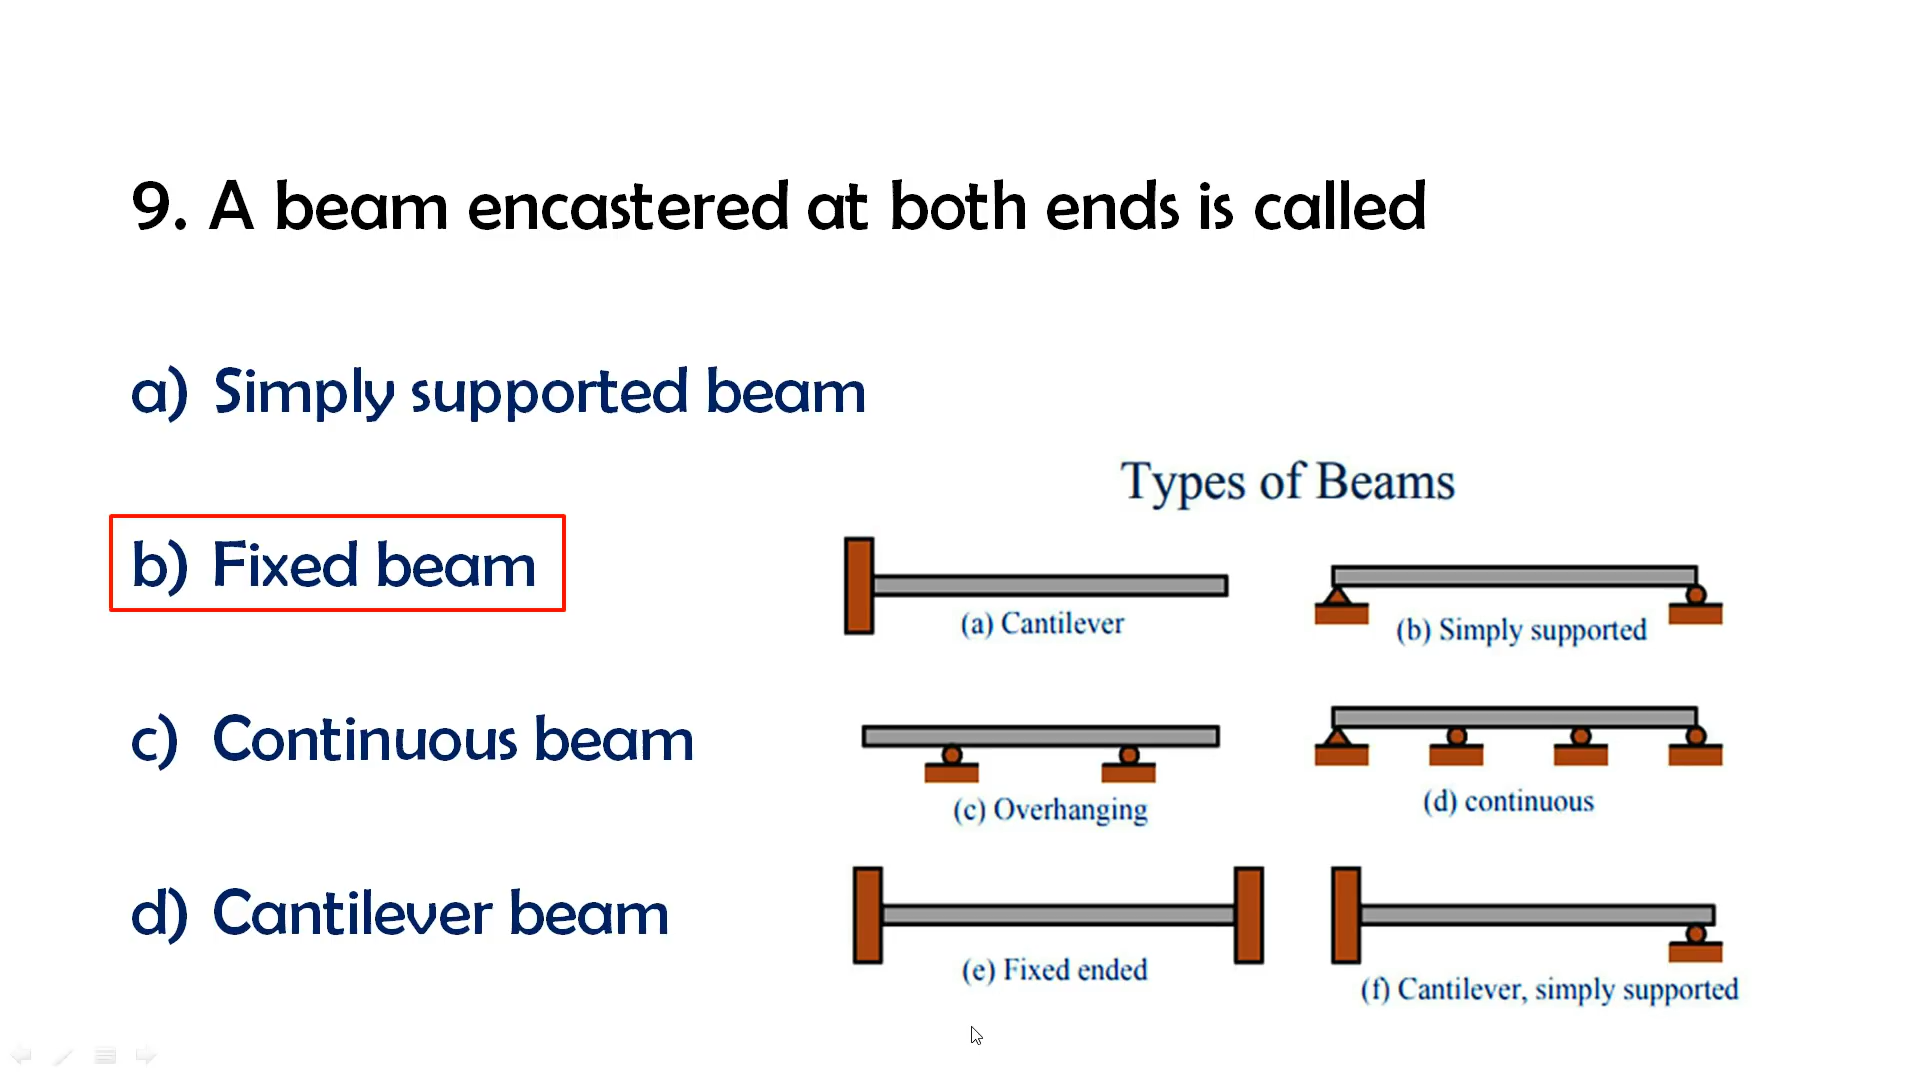 9. A beam encastered at both ends is called
a) Simply supported beam
b) Fixed beam
c) Continuous beam
d) Cantilever beam
Types of Beams
(a) Cantilever
(b) Simply supported
(c) Overhanging
(d) continuous
(e) Fixed ended
(f) Cantilever, simply supported